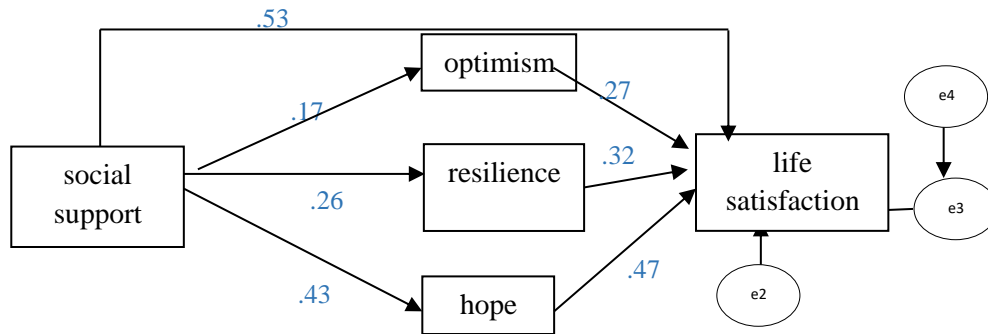 .53
optimism
.27
e4
.17
social
support
resilience
.32
life
satisfaction
.26
e3
.43
hope
.47
e2